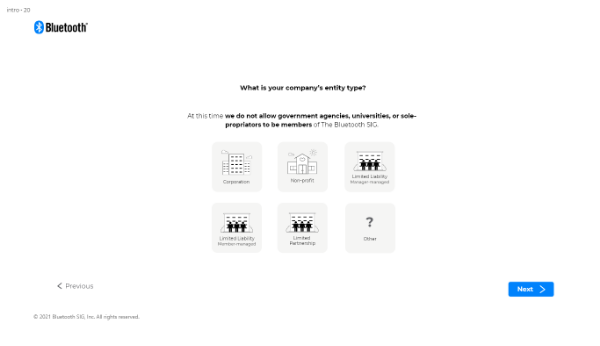 intro - 20
Bluetooth®
What is your company's entity type?
At this time we do not allow government agencies, universities, or sole-
propriators to be members of The Bluetooth SIG.
Corporation
Non-profit
Limited Liability
Manager-managed
Limited Liability
Member-managed
Limited
Partnership
?
Other
Previous
Next
© 2021 Bluetooth SIG, Inc. All rights reserved.